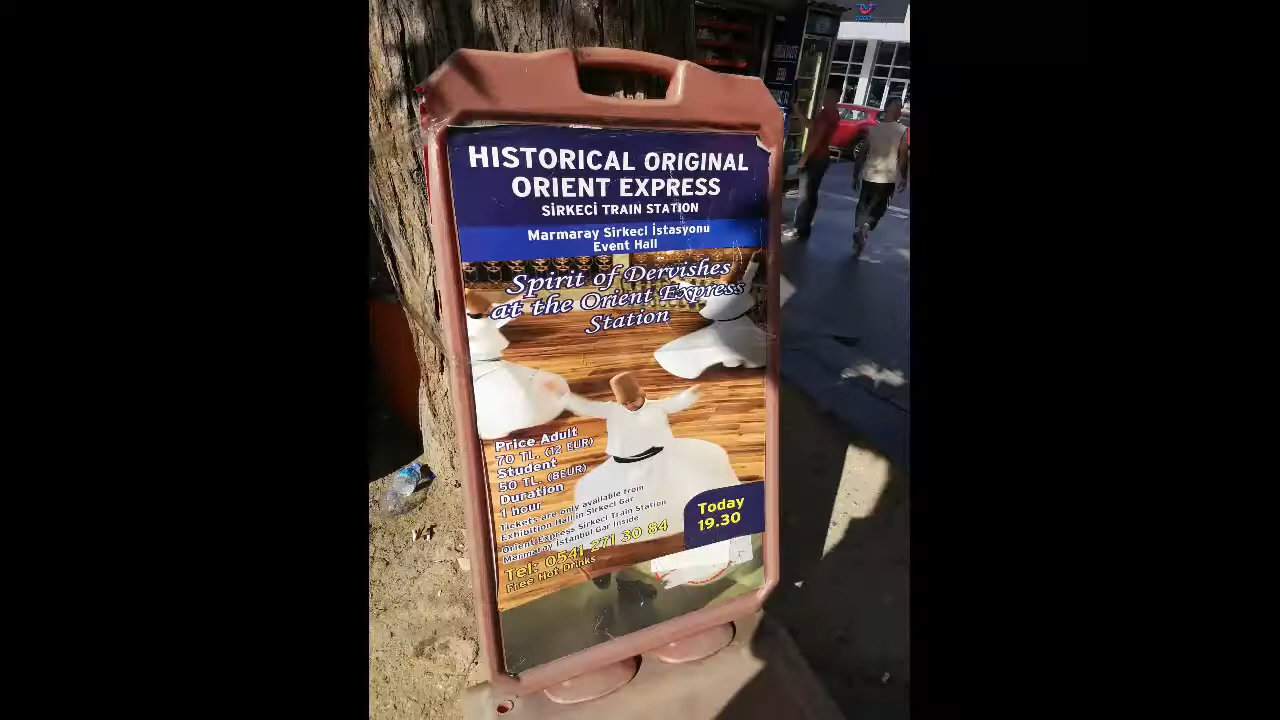 HISTORICAL ORIGINAL
ORIENT EXPRESS
SİRKECİ TRAIN STATION
Marmaray Sirkeci İstasyonu
Event Hall
Spirit of Dervishes
at the Orient Express
Station
Price Aduit
70 TL. (12 EUR)
Student
50 TL. (8EUR)
Duration
1 hour
Tickets are only available from
Exhibition Hall in Sirkeci Gar
Orient Express Sirkeci Train Station
Marmaray İstanbul Gar Inside
Tel: 0541 271 30 84
Free Hot Drinks
Today
19.30